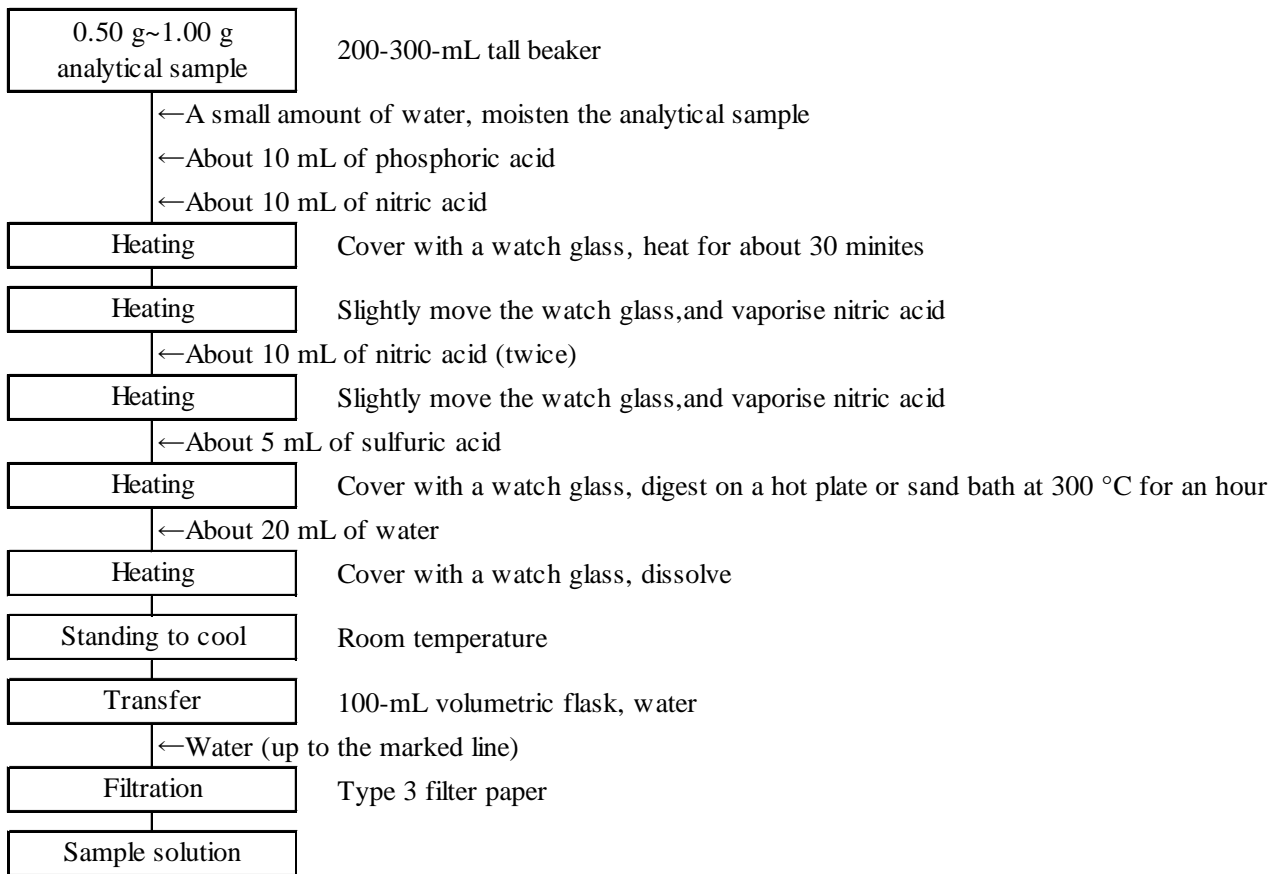 0.50 g~1.00 g
analytical sample
200-300-mL tall beaker
←A small amount of water, moisten the analytical sample
←About 10 mL of phosphoric acid
←About 10 mL of nitric acid
Heating Cover with a watch glass, heat for about 30 minites
Heating Slightly move the watch glass,and vaporise nitric acid
←About 10 mL of nitric acid (twice)
Heating Slightly move the watch glass,and vaporise nitric acid
←About 5 mL of sulfuric acid
Heating Cover with a watch glass, digest on a hot plate or sand bath at 300 °C for an hour
←About 20 mL of water
Heating Cover with a watch glass, dissolve
Standing to cool Room temperature
Transfer 100-mL volumetric flask, water
←Water (up to the marked line)
Filtration Type 3 filter paper
Sample solution